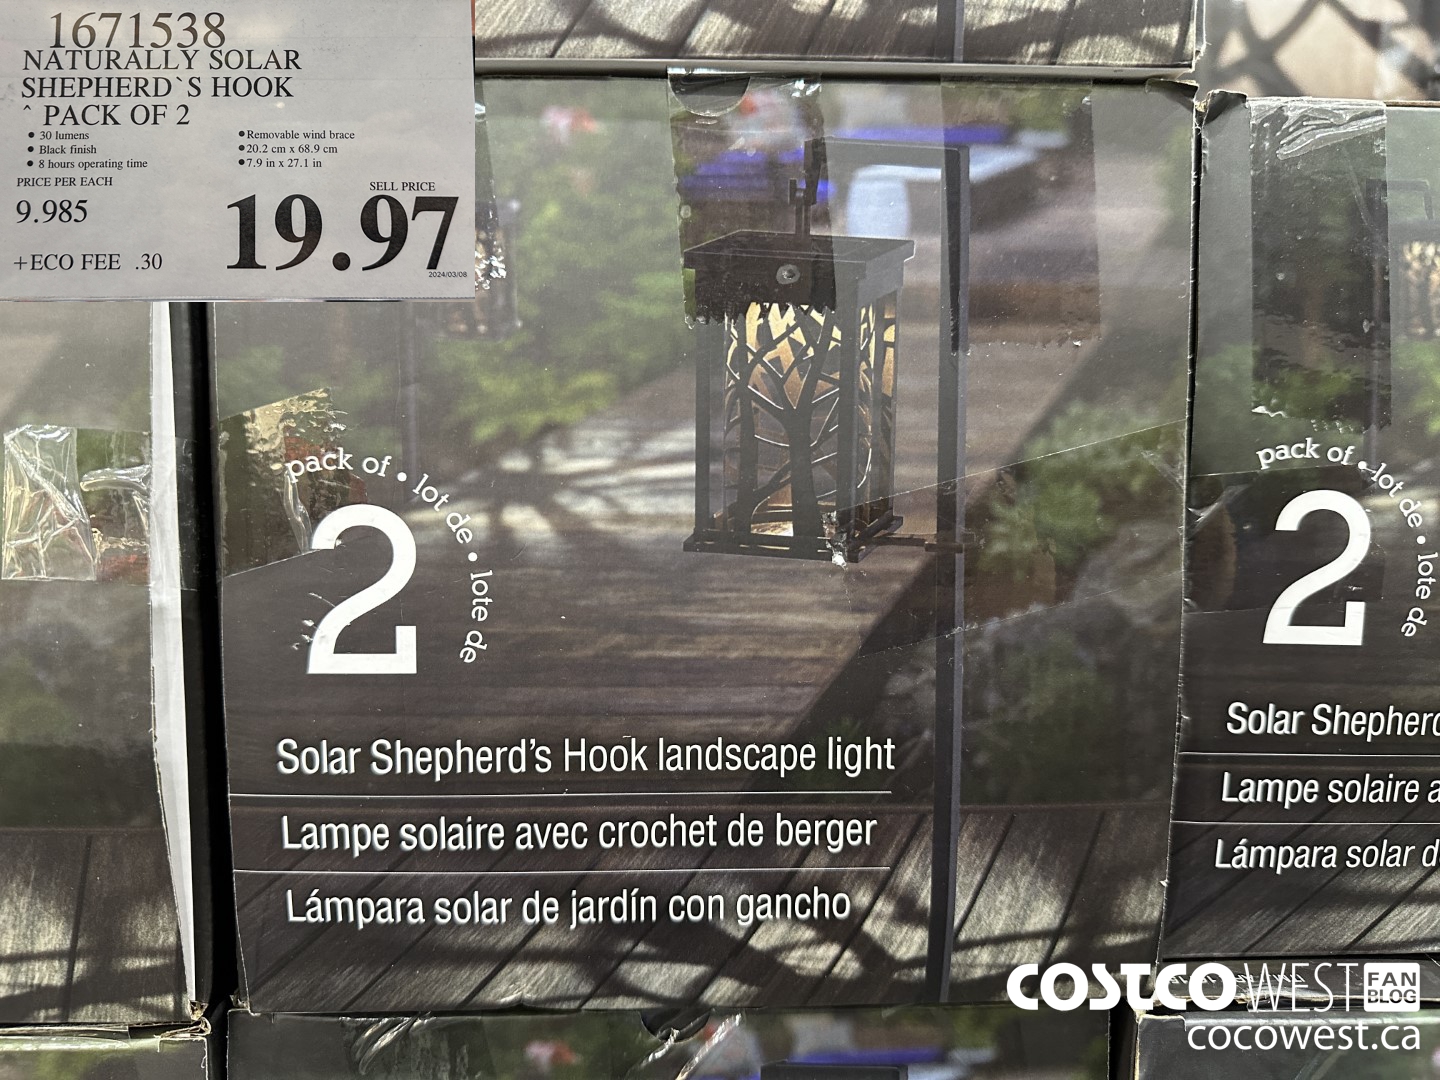 1671538
NATURALLY SOLAR
SHEPHERD`S HOOK
^ PACK OF 2
• 30 lumens
• Black finish
• 8 hours operating time
• Removable wind brace
• 20.2 cm x 68.9 cm
• 7.9 in x 27.1 in
PRICE PER EACH
9.985
+ECO FEE .30
SELL PRICE
19.97
2024/03/08
pack of • lot de • lote de
2
Solar Shepherd's Hook landscape light
Lampe solaire avec crochet de berger
Lámpara solar de jardín con gancho
pack of • lot de • lote de
2
Solar Shepherd
Lampe solaire a
Lámpara solar d
COSTCO WEST FAN BLOG
cocowest.ca